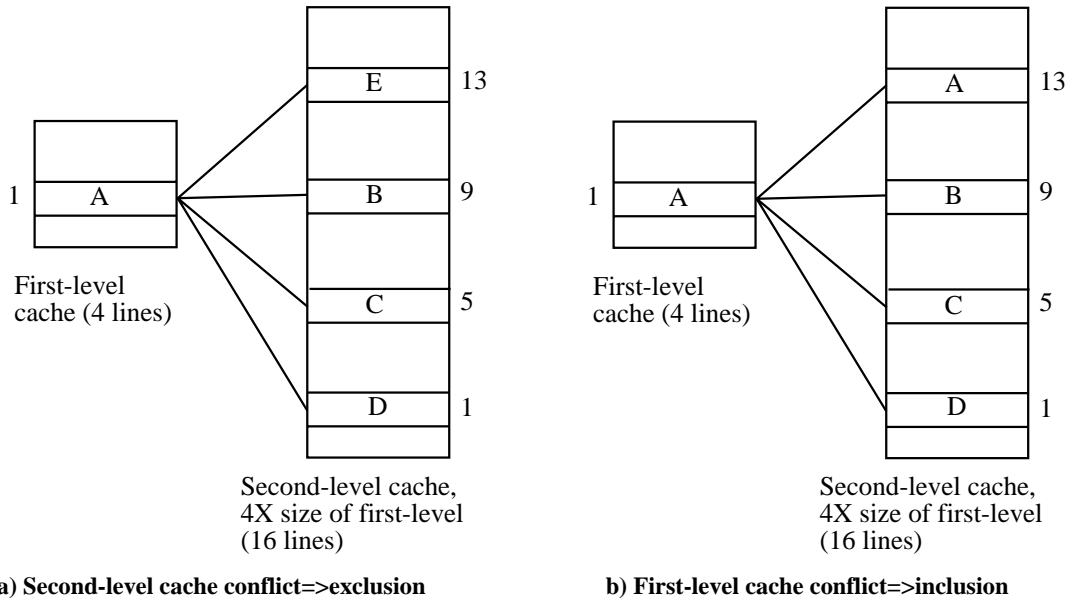 E 13
A
1
B 9
First-level
cache (4 lines)
C 5
D 1
Second-level cache,
4X size of first-level
(16 lines)
a) Second-level cache conflict=>exclusion
A 13
1
A
B 9
First-level
cache (4 lines)
C 5
D 1
Second-level cache,
4X size of first-level
(16 lines)
b) First-level cache conflict=>inclusion